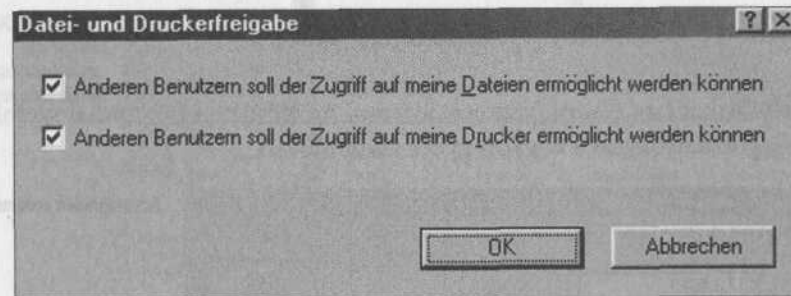 Datei- und Druckerfreigabe
Anderen Benutzern soll der Zugriff auf meine Dateien ermöglicht werden können
Anderen Benutzern soll der Zugriff auf meine Drucker ermöglicht werden können
OK Abbrechen